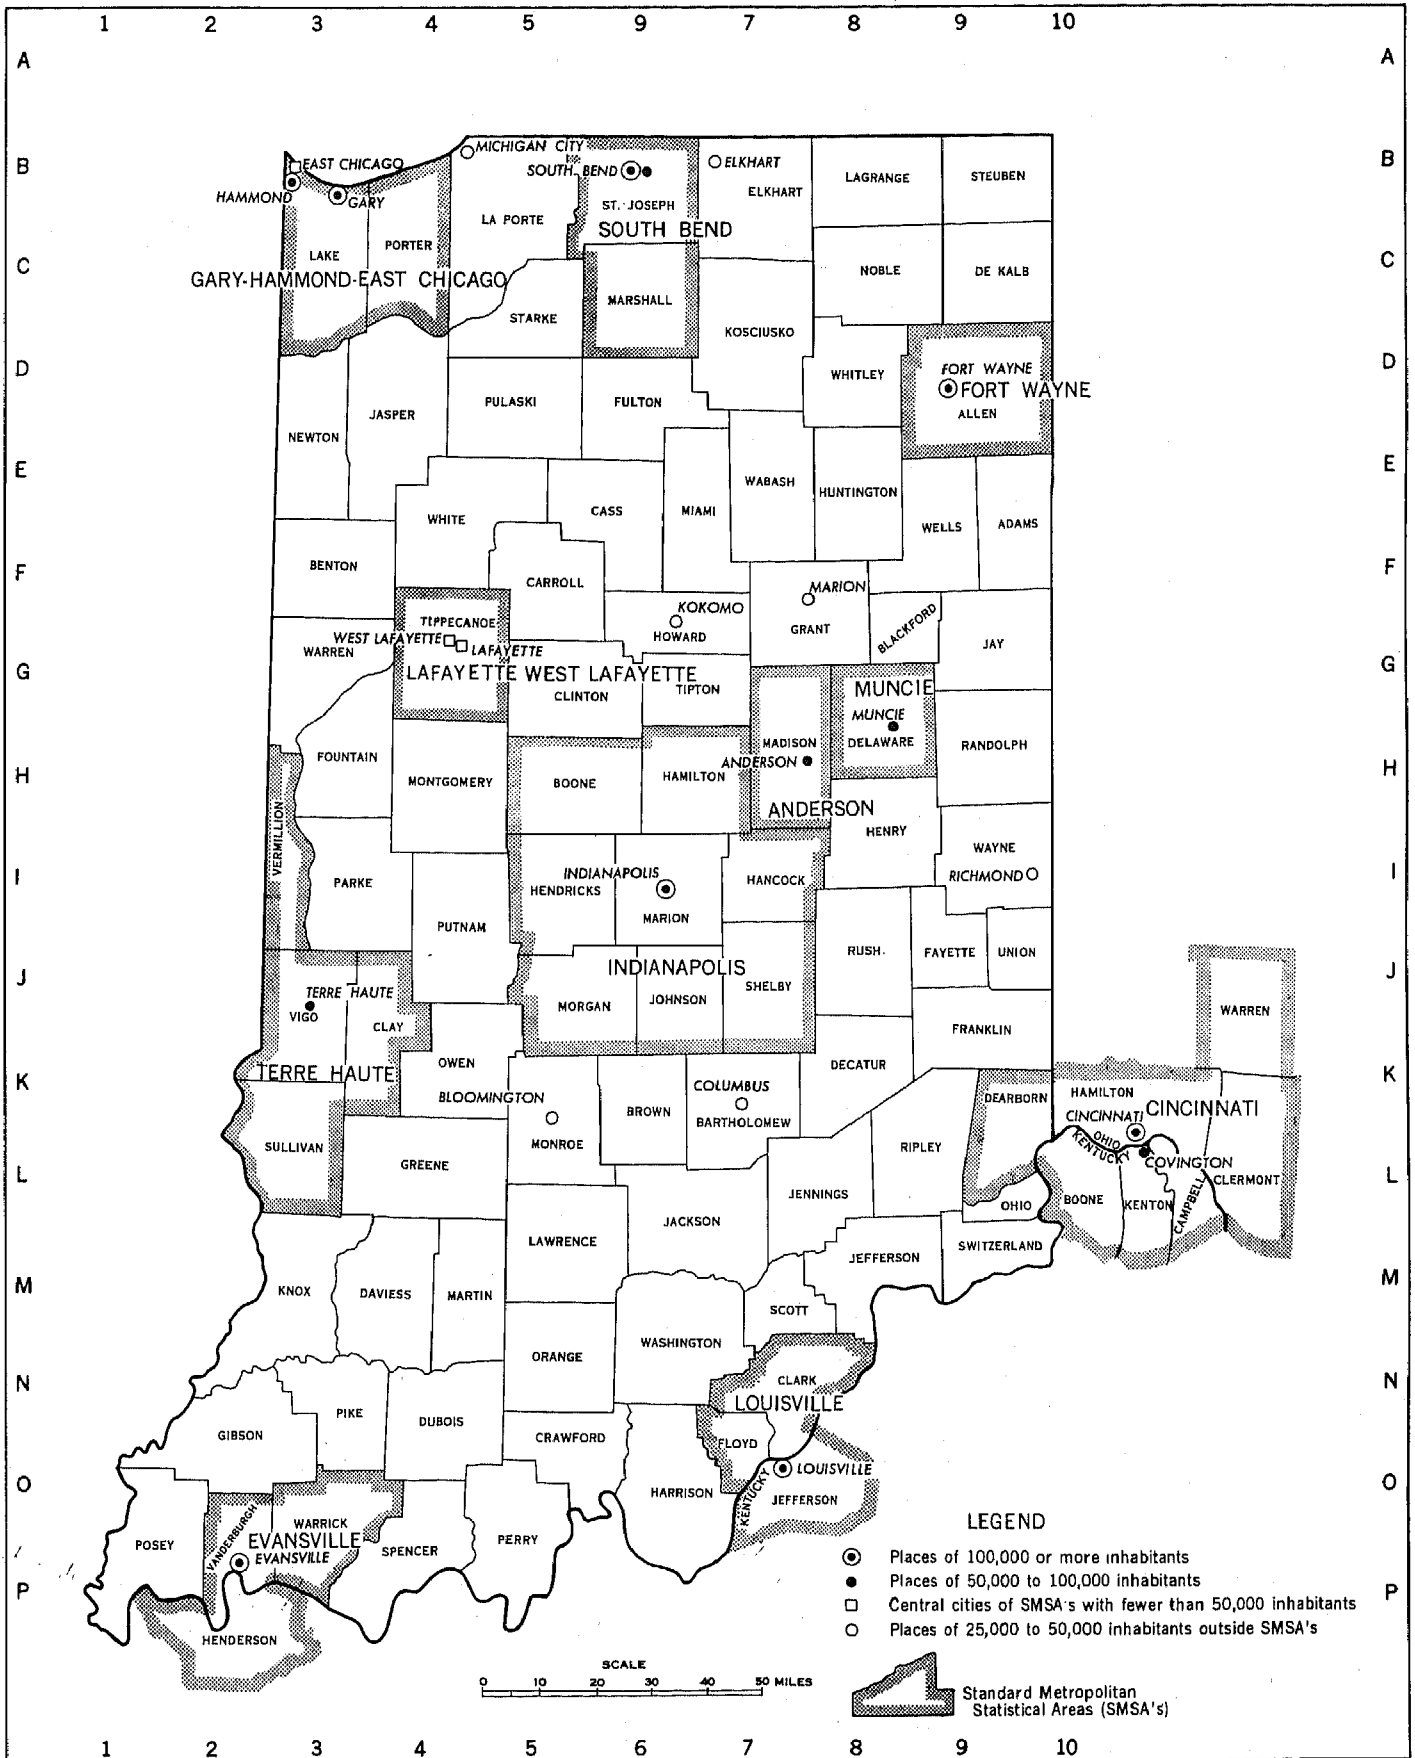 1 2 3 4 5 6 7 8 9 10
A A
B B
MICHIGAN CITY
EAST CHICAGO
SOUTH BEND
ELKHART
HAMMOND
GARY
ELKHART
LAGRANGE
STEUBEN
ST. JOSEPH
LA PORTE
SOUTH BEND
PORTER
LAKE
C C
GARY-HAMMOND-EAST CHICAGO
NOBLE
DE KALB
MARSHALL
STARKE
KOSCIUSKO
D D
WHITLEY
FORT WAYNE
FORT WAYNE
ALLEN
PULASKI
FULTON
JASPER
NEWTON
E E
WABASH
HUNTINGTON
WHITE
CASS
MIAMI
WELLS
ADAMS
F F
BENTON
CARROLL
MARION
KOKOMO
HOWARD
GRANT
BLACKFORD
JAY
TIPPECANOE
WEST LAFAYETTE
LAFAYETTE
WARREN
G G
LAFAYETTE WEST LAFAYETTE
CLINTON
TIPTON
MUNCIE
MUNCIE
DELAWARE
MADISON
RANDOLPH
FOUNTAIN
ANDERSON
H H
MONTGOMERY
BOONE
HAMILTON
ANDERSON
HENRY
VERMILLION
WAYNE
RICHMOND
I I
PARKE
INDIANAPOLIS
HENDRICKS
HANCOCK
MARION
PUTNAM
RUSH
FAYETTE
UNION
J J
INDIANAPOLIS
TERRE HAUTE
VIGO
CLAY
MORGAN
JOHNSON
SHELBY
FRANKLIN
WARREN
OWEN
DECATUR
TERRE HAUTE
K K
BLOOMINGTON
COLUMBUS
BROWN
BARTHOLOMEW
DEARBORN
HAMILTON
CINCINNATI
CINCINNATI
OHIO
KENTUCKY
COVINGTON
MONROE
SULLIVAN
GREENE
RIPLEY
L L
CLERMONT
JENNINGS
OHIO
BOONE
KENTON
CAMPBELL
JACKSON
LAWRENCE
SWITZERLAND
JEFFERSON
M M
KNOX
DAVIESS
MARTIN
SCOTT
WASHINGTON
ORANGE
N N
CLARK
LOUISVILLE
PIKE
DUBOIS
GIBSON
CRAWFORD
FLOYD
O O
LOUISVILLE
KENTUCKY
JEFFERSON
HARRISON
VANDERBURGH
WARRICK
EVANSVILLE
EVANSVILLE
POSEY
SPENCER
PERRY
P P
HENDERSON
LEGEND
Places of 100,000 or more inhabitants
Places of 50,000 to 100,000 inhabitants
Central cities of SMSA's with fewer than 50,000 inhabitants
Places of 25,000 to 50,000 inhabitants outside SMSA's
SCALE
0 10 20 30 40 50 MILES
Standard Metropolitan
Statistical Areas (SMSA's)
1 2 3 4 5 6 7 8 9 10